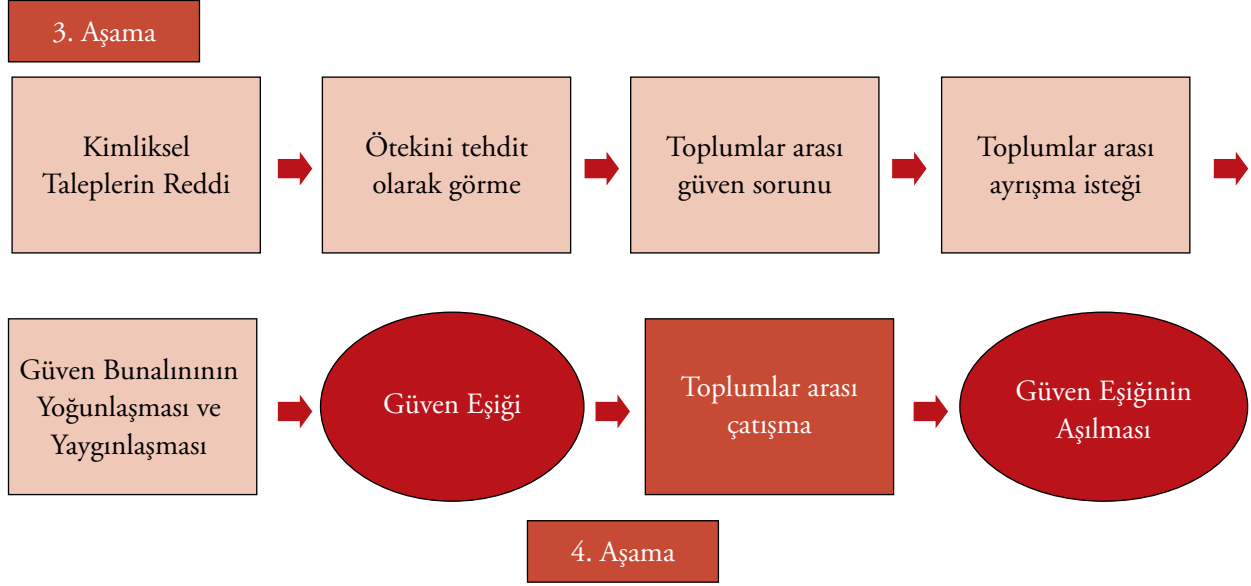 3. Aşama
Kimliksel
Taleplerin Reddi
Ötekini tehdit
olarak görme
Toplumlar arası
güven sorunu
Toplumlar arası
ayrışma isteği
Güven Bunalınının
Yoğunlaşması ve
Yaygınlaşması
Güven Eşiği
Toplumlar arası
çatışma
Güven Eşiğinin
Aşılması
4. Aşama